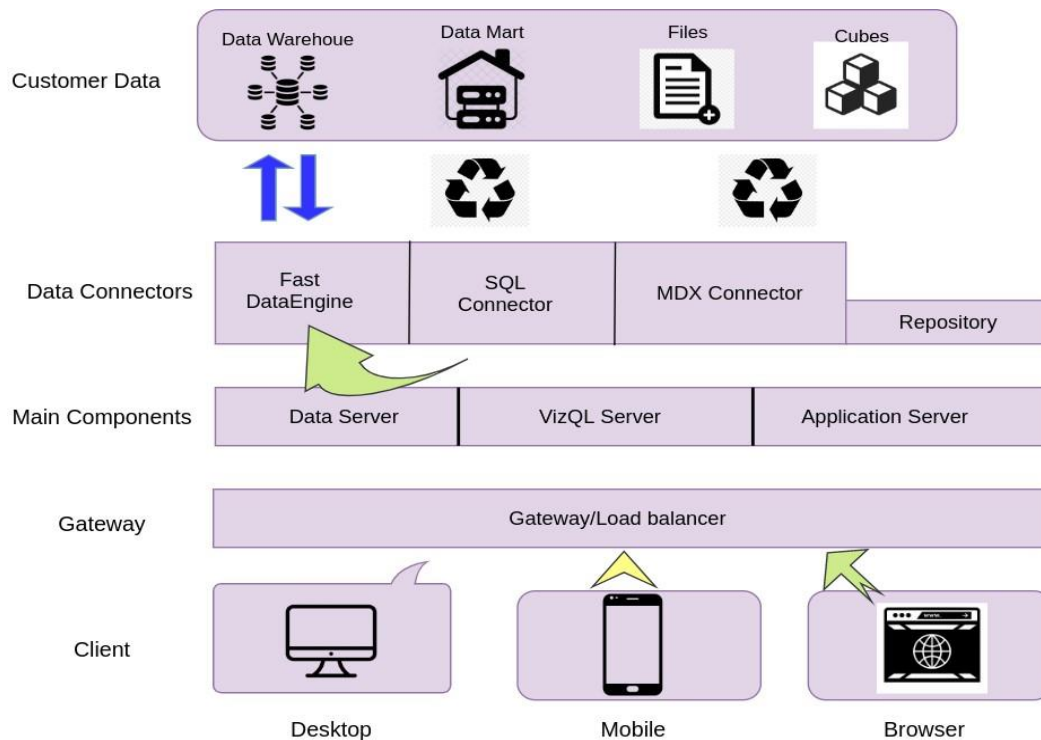 Customer Data
Data Warehoue
Data Mart
Files
Cubes
Data Connectors
Fast
DataEngine
SQL
Connector
MDX Connector
Repository
Main Components
Data Server
VizQL Server
Application Server
Gateway
Gateway/Load balancer
Client
www.
Desktop
Mobile
Browser